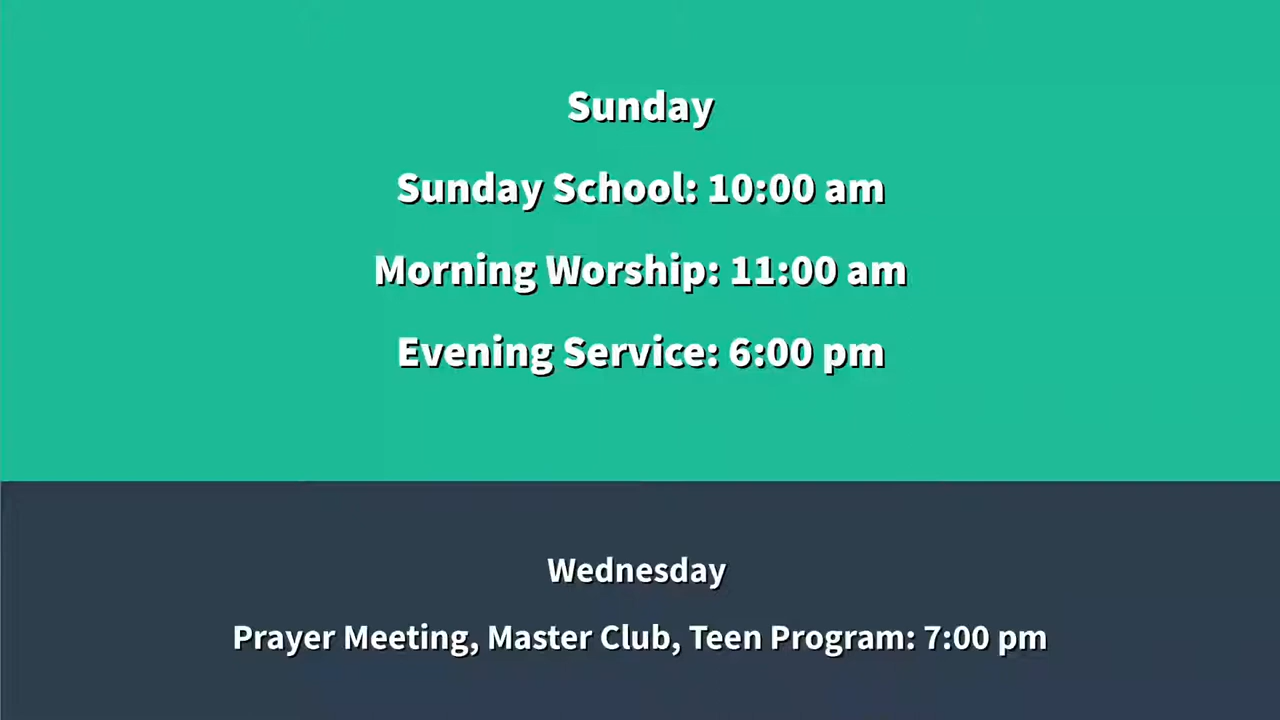 Sunday
Sunday School: 10:00 am
Morning Worship: 11:00 am
Evening Service: 6:00 pm
Wednesday
Prayer Meeting, Master Club, Teen Program: 7:00 pm